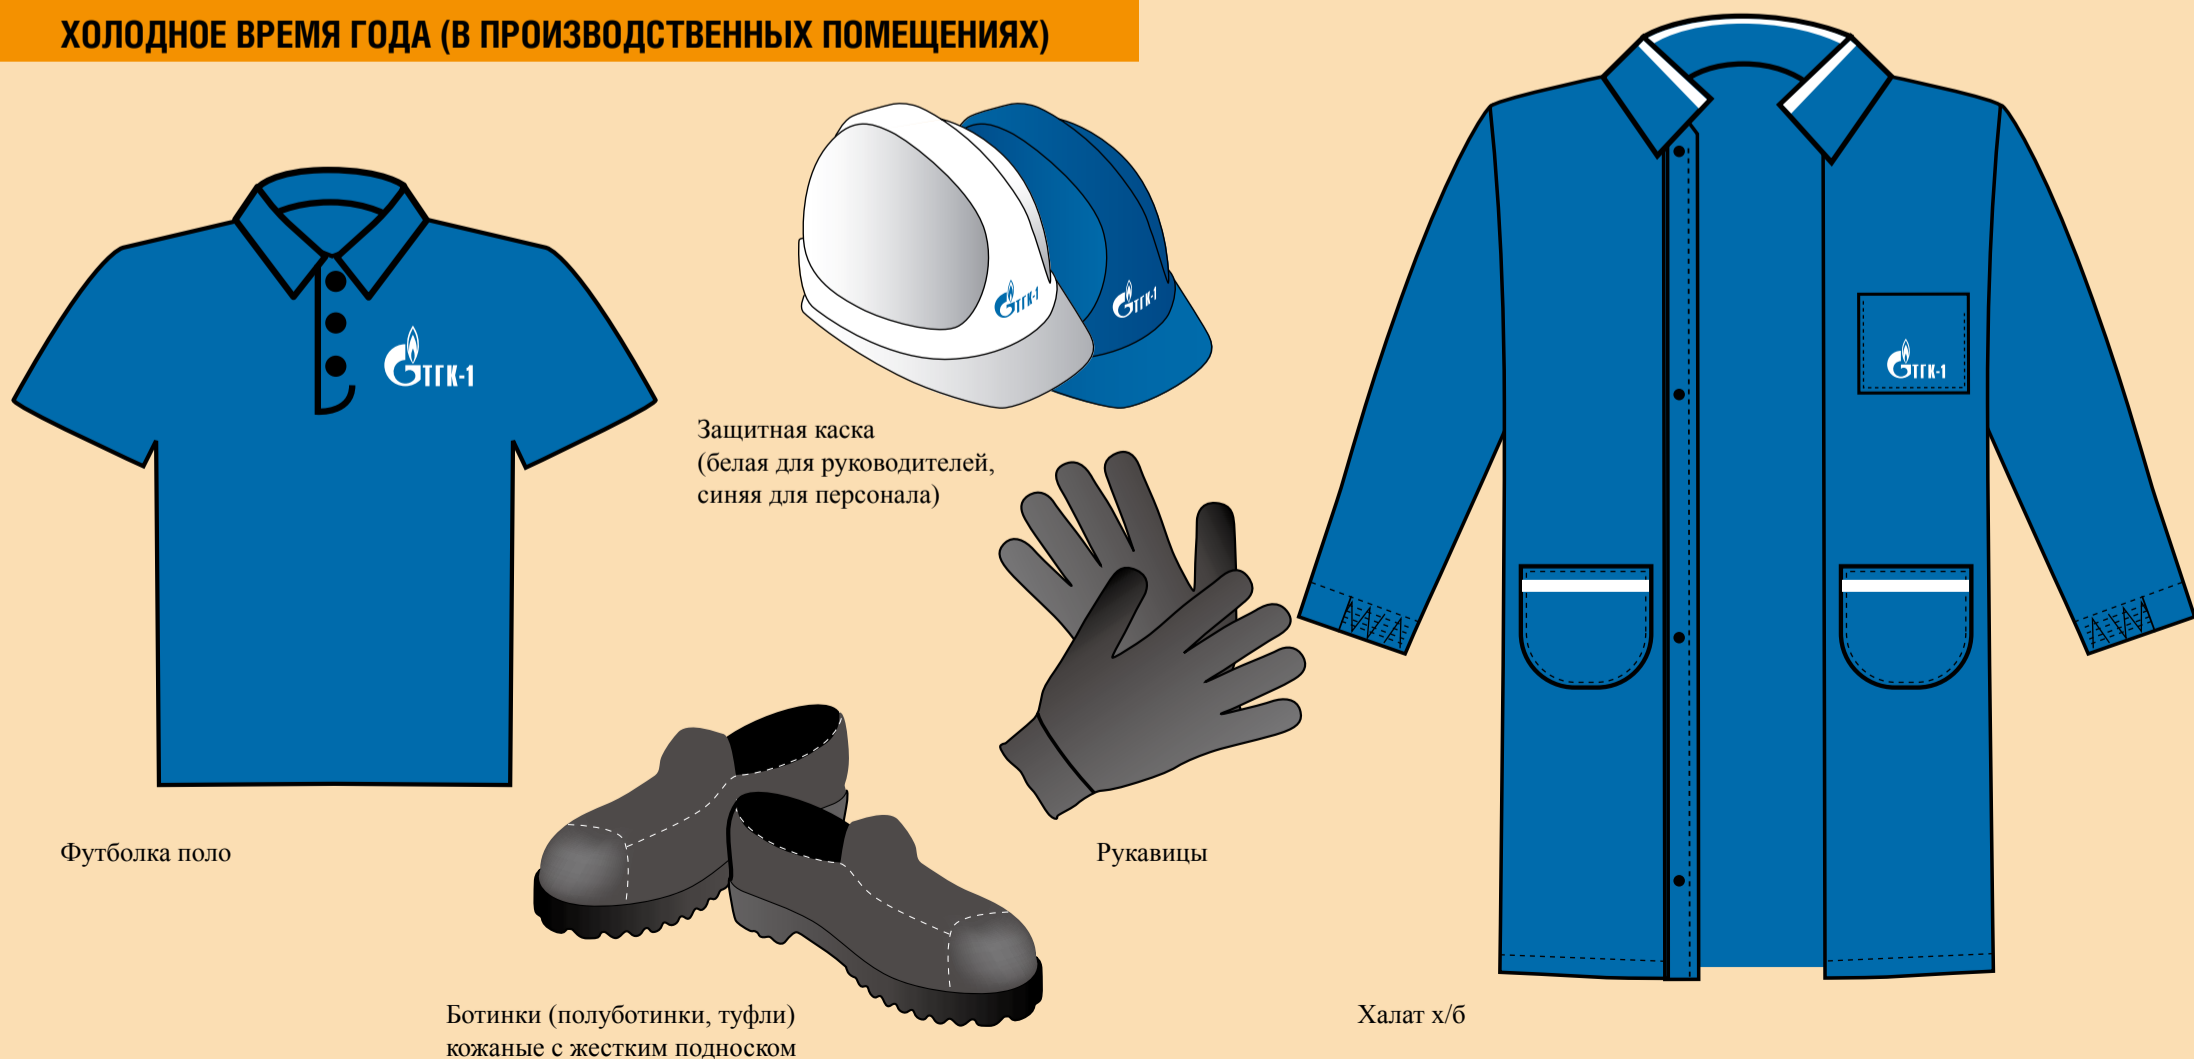 ХОЛОДНОЕ ВРЕМЯ ГОДА (В ПРОИЗВОДСТВЕННЫХ ПОМЕЩЕНИЯХ)
ТГК-1
ТГК-1
ТГК-1
ТГК-1
Защитная каска
(белая для руководителей,
синяя для персонала)
Футболка поло
Рукавицы
Ботинки (полуботинки, туфли)
кожаные с жестким подноском
Халат х/б